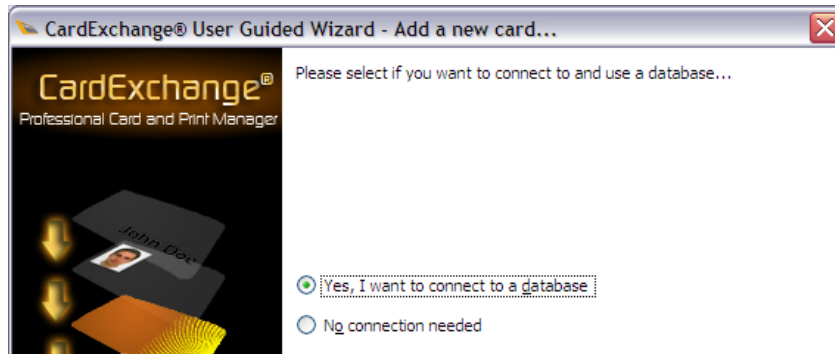 CardExchange® User Guided Wizard - Add a new card...
CardExchange®
Professional Card and Print Manager
Please select if you want to connect to and use a database...
John Doe
Yes, I want to connect to a database
No connection needed